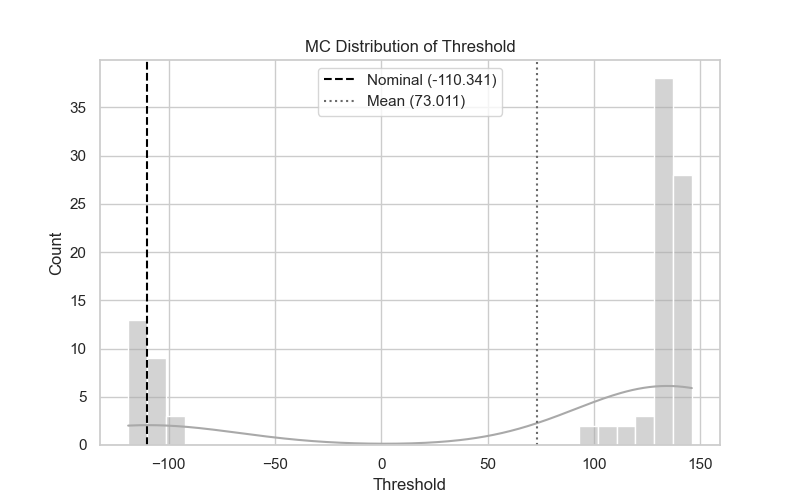 MC Distribution of Threshold
Nominal (-110.341)
Mean (73.011)
Count
35
30
25
20
15
10
5
0
−100
−50
0
50
100
150
Threshold